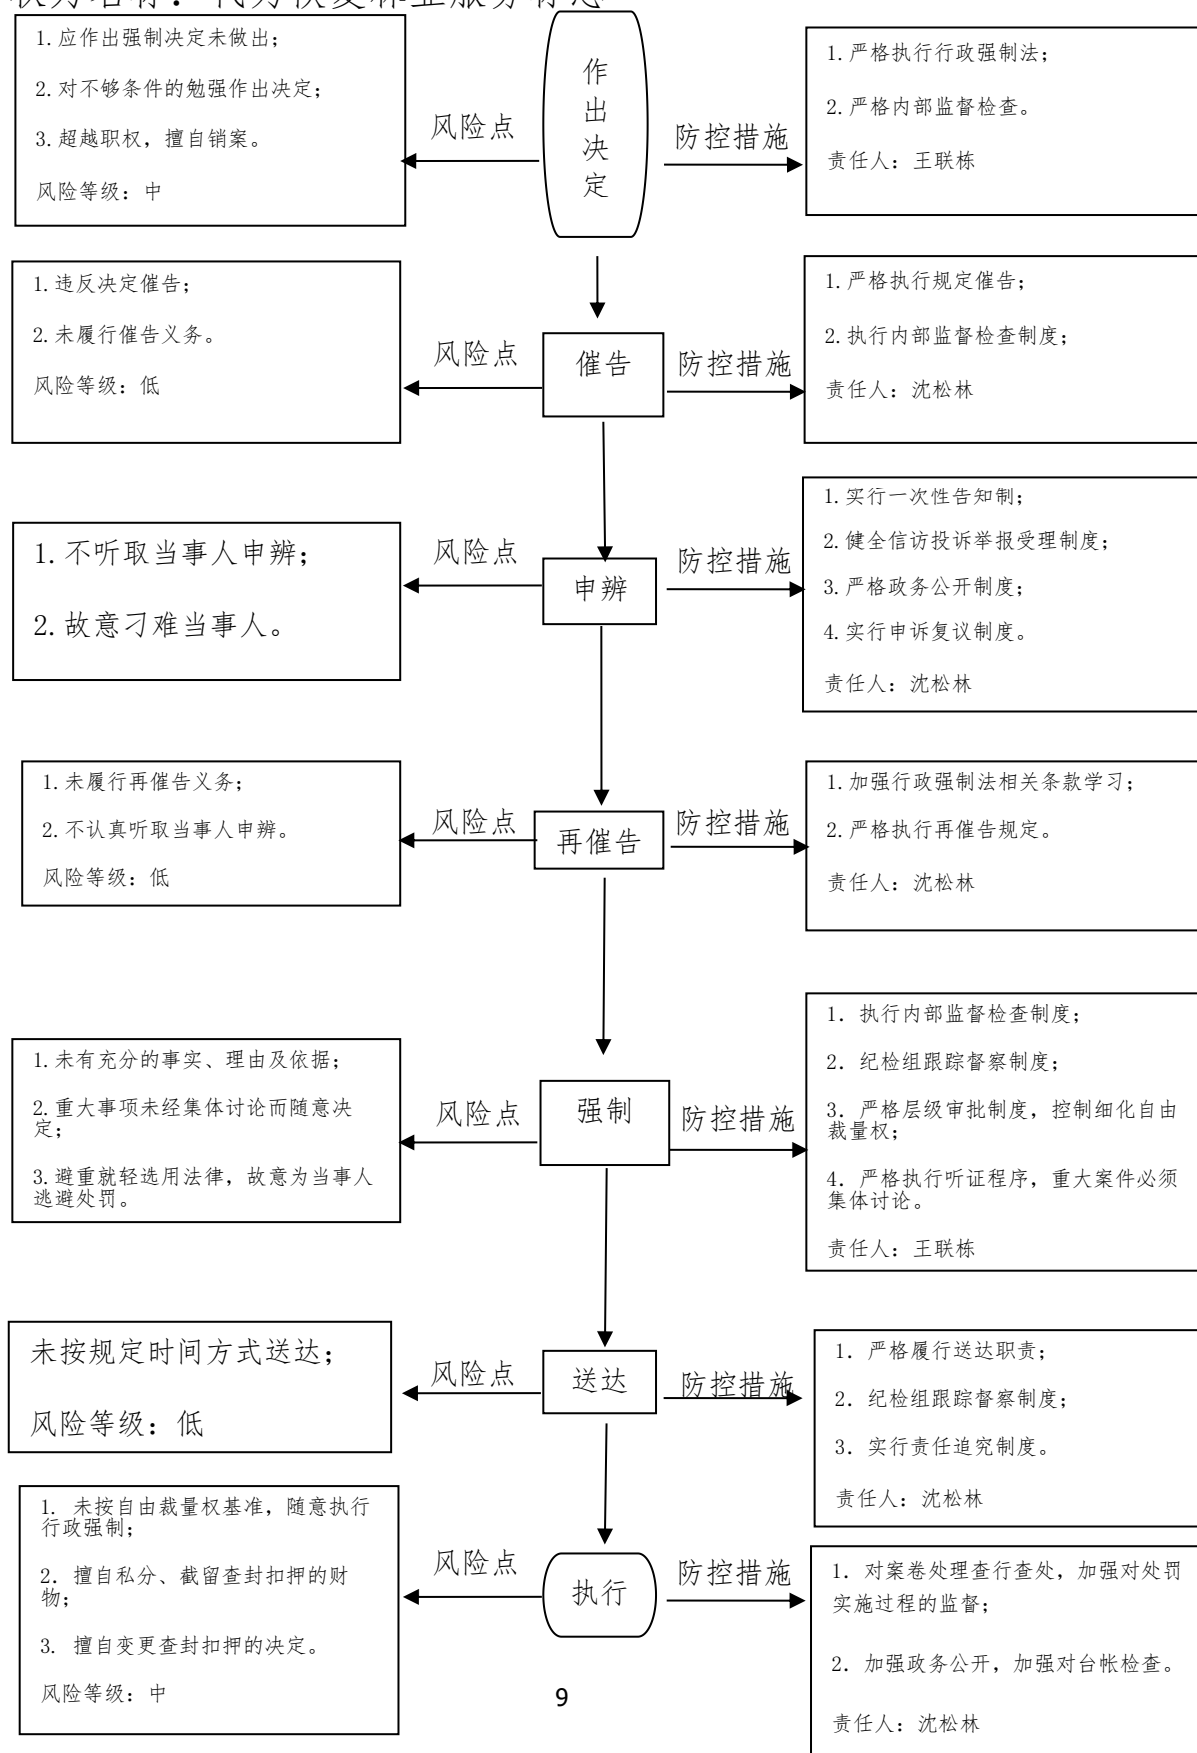 1.应作出强制决定未做出;
2.对不够条件的勉强作出决定;
3.超越职权，擅自销案。
风险等级：中
风险点
作
出
决
定
防控措施
1.严格执行行政强制法;
2.严格内部监督检查。
责任人：王联栋
1.违反决定催告;
2.未履行催告义务。
风险等级：低
风险点
催告
防控措施
1.严格执行规定催告;
2.执行内部监督检查制度;
责任人：沈松林
1.不听取当事人申辨;
2.故意刁难当事人。
风险点
申辨
防控措施
1.实行一次性告知制;
2.健全信访投诉举报受理制度;
3.严格政务公开制度;
4.实行申诉复议制度。
责任人：沈松林
1.未履行再催告义务;
2.不认真听取当事人申辨。
风险等级：低
风险点
再催告
防控措施
1.加强行政强制法相关条款学习;
2.严格执行再催告规定。
责任人：沈松林
1.未有充分的事实、理由及依据;
2.重大事项未经集体讨论而随意决
定;
3.避重就轻选用法律，故意为当事人
逃避处罚。
风险点
强制
防控措施
1. 执行内部监督检查制度;
2. 纪检组跟踪督察制度;
3. 严格层级审批制度，控制细化自由
裁量权;
4. 严格执行听证程序，重大案件必须
集体讨论。
责任人：王联栋
未按规定时间方式送达;
风险等级：低
风险点
送达
防控措施
1. 严格履行送达职责;
2. 纪检组跟踪督察制度;
3. 实行责任追究制度。
责任人：沈松林
1. 未按自由裁量权基准，随意执行
行政强制;
2. 擅自私分、截留查封扣押的财
物;
3. 擅自变更查封扣押的决定。
风险等级：中
风险点
执行
防控措施
1. 对案卷处理查行查处，加强对处罚
实施过程的监督;
2. 加强政务公开，加强对台帐检查。
责任人：沈松林
9